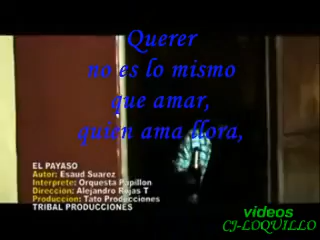 Querer
no es lo mismo
que amar,
quien ama llora,
EL PAYASO
Autor: Esaud Suarez
Interprete: Orquesta Papillon
Dirección: Alejandro Rojas T
Produccion: Tato Producciones
TRIBAL PRODUCCIONES
videos
CJ-LOQUILLO